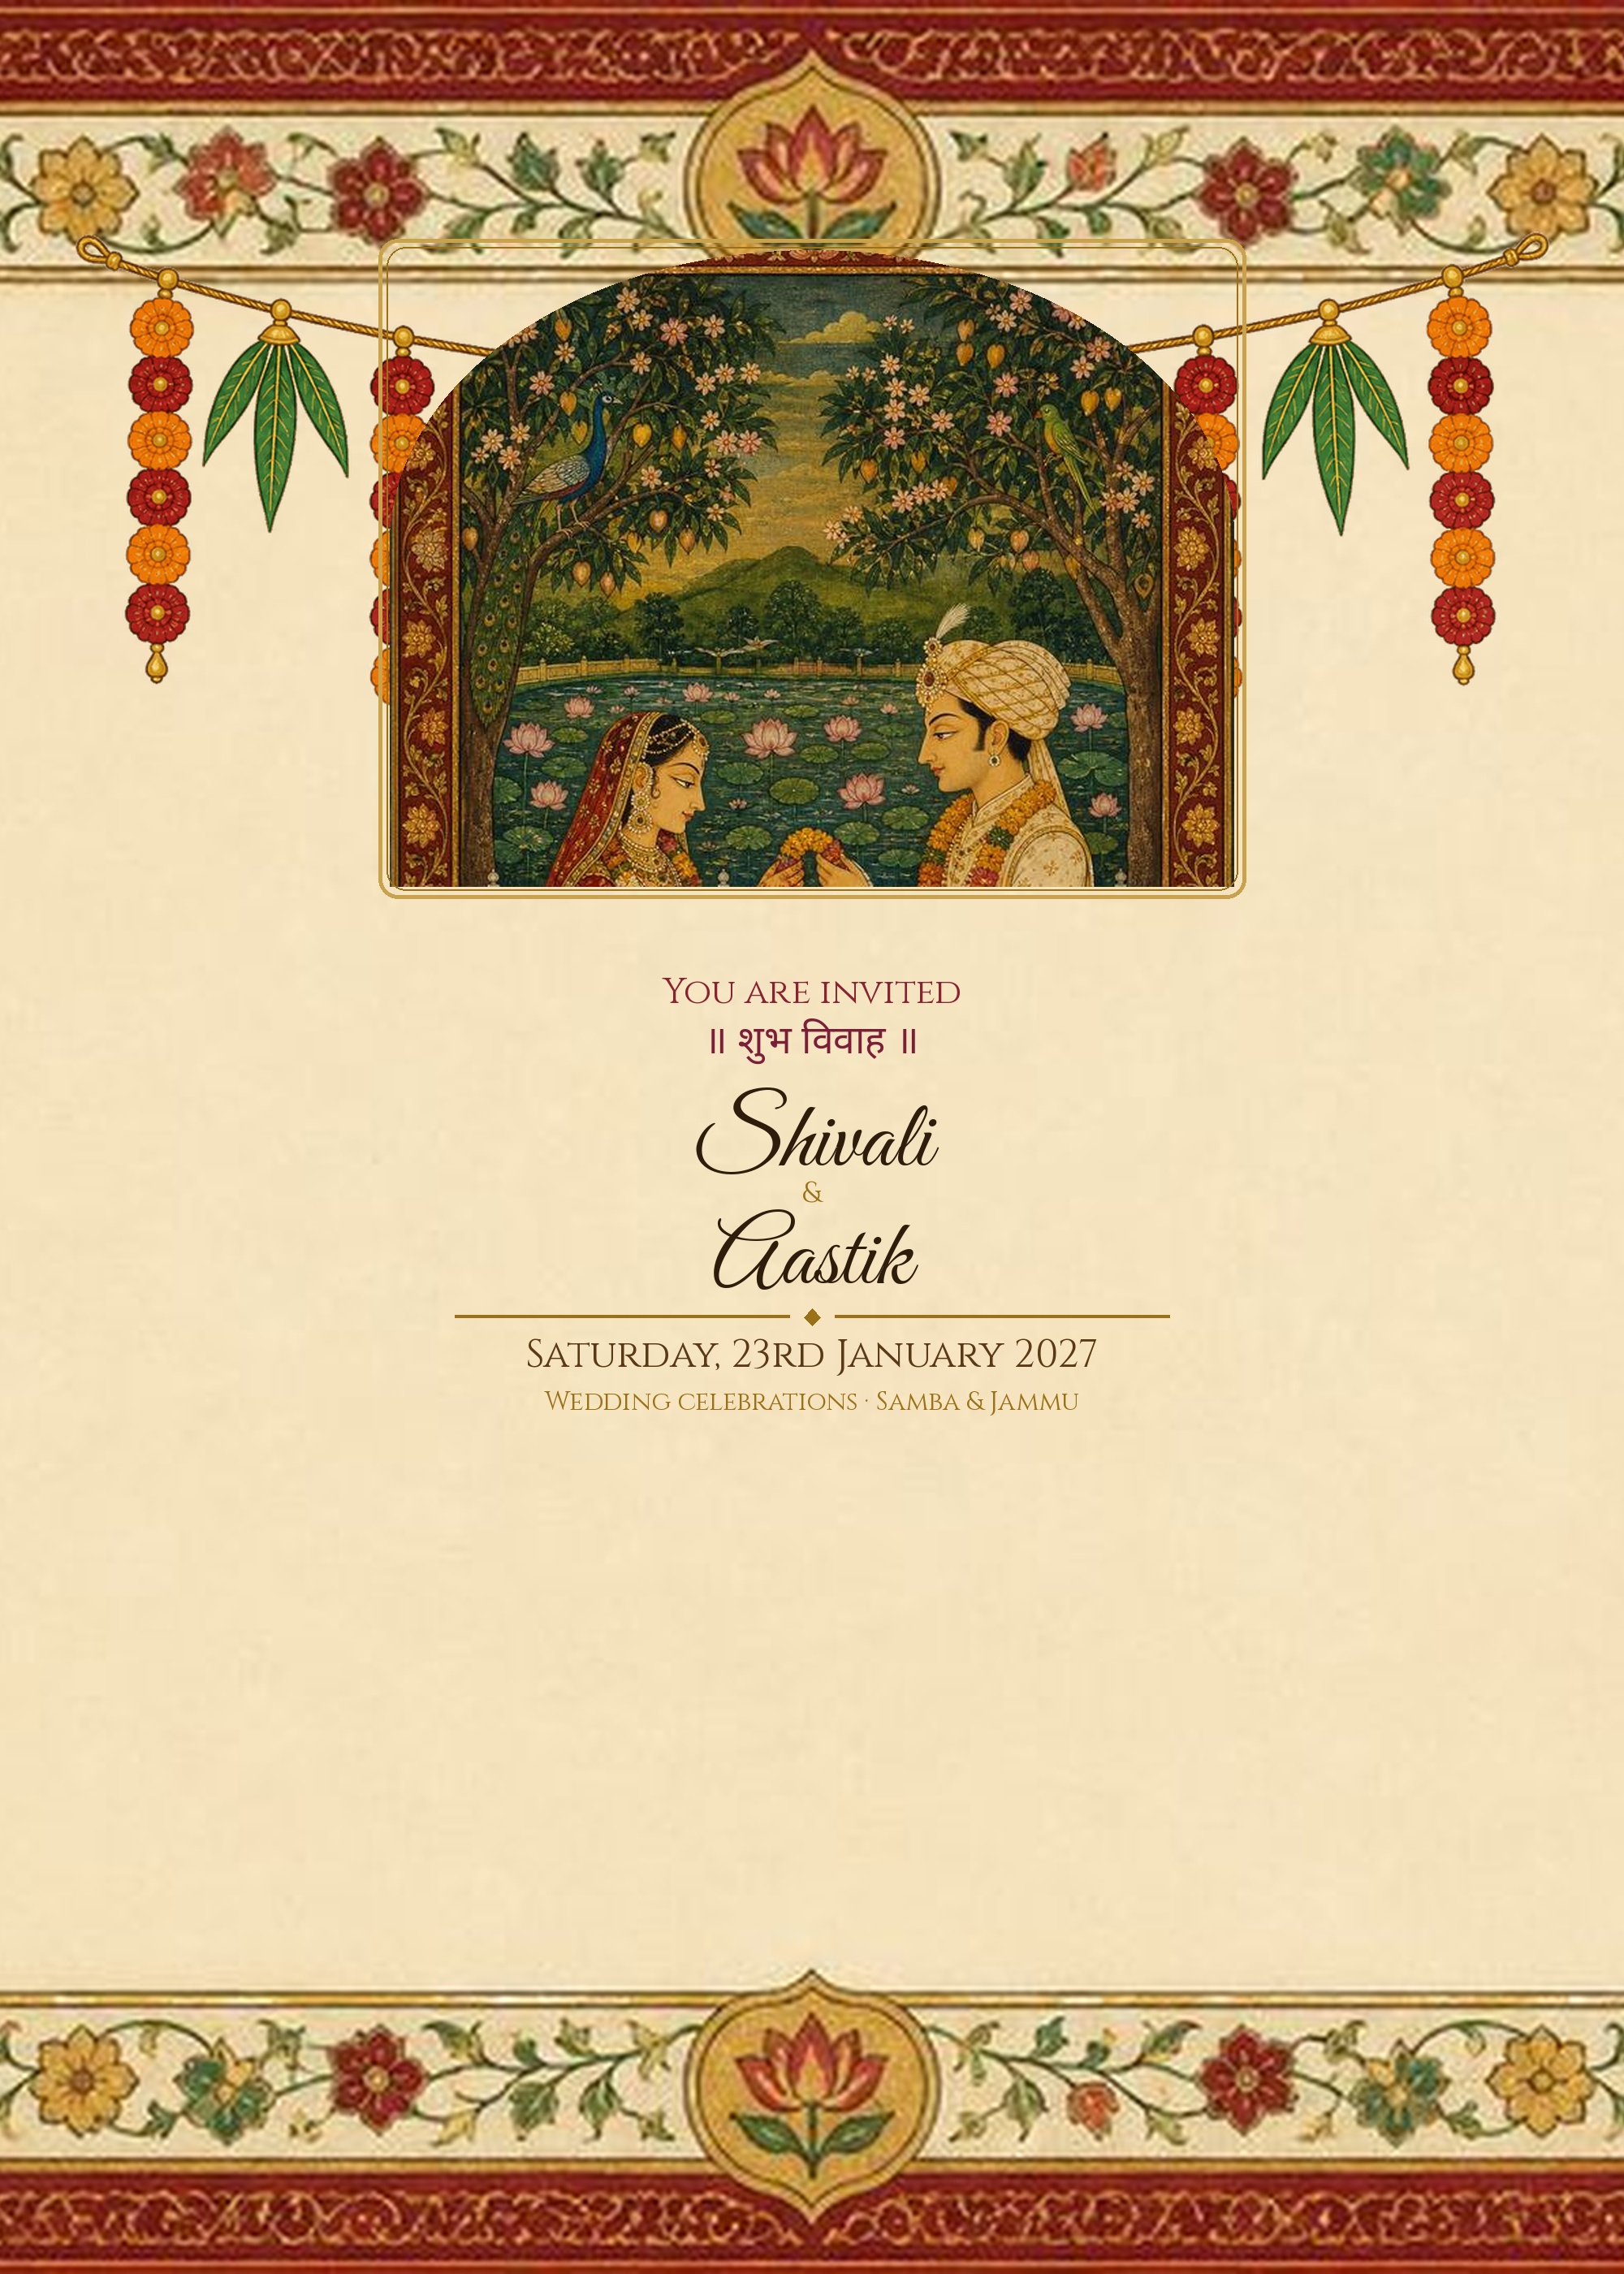 You are invited
॥ शुभ विवाह ॥
Shivali
&
Aastik
Saturday, 23rd January 2027
Wedding celebrations · Samba & Jammu